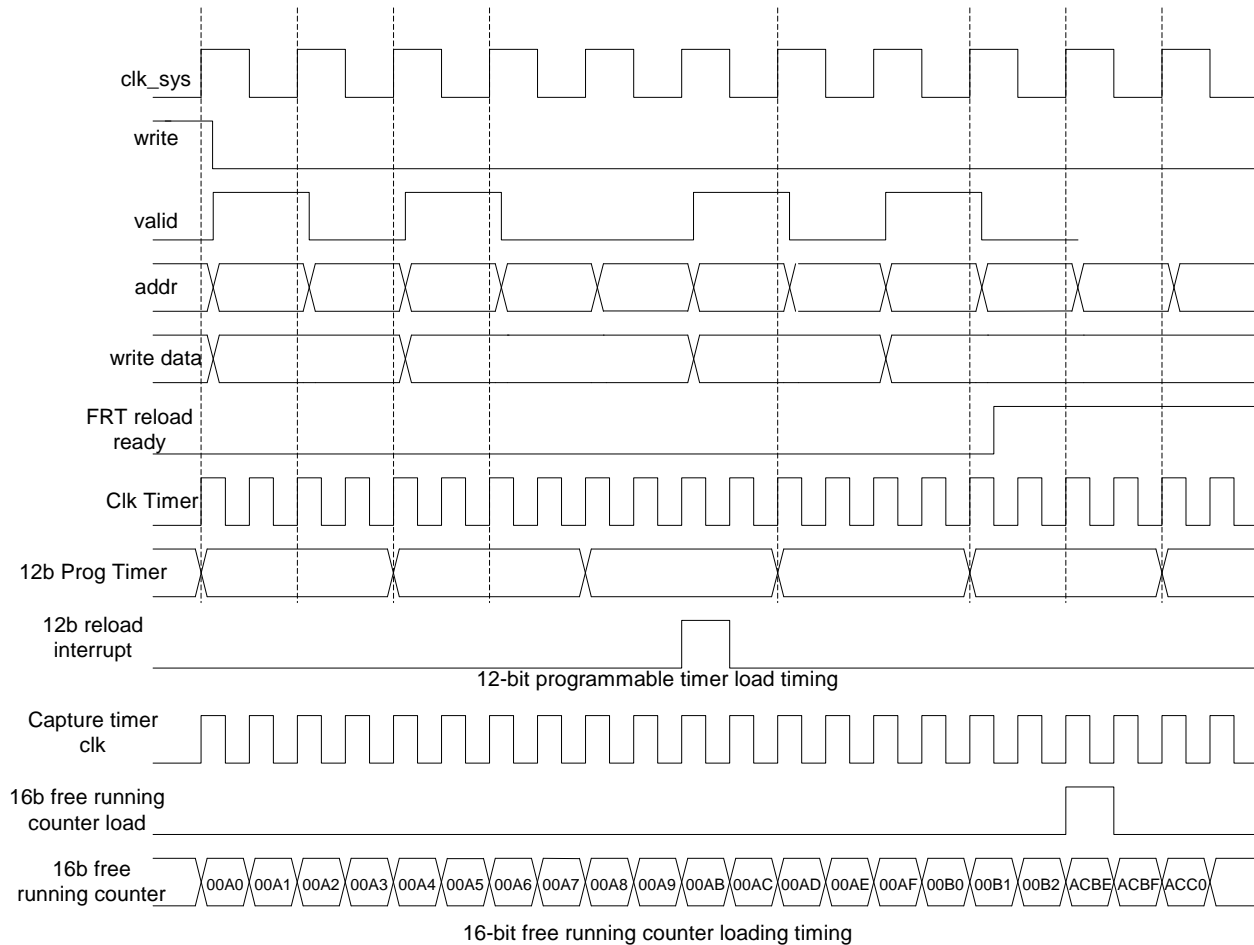 clk_sys
write
valid
addr
write data
FRT reload
ready
Clk Timer
12b Prog Timer
12b reload
interrupt
12-bit programmable timer load timing
Capture timer
clk
16b free running
counter load
16b free
running counter
00A0 00A1 00A2 00A3 00A4 00A5 00A6 00A7 00A8 00A9 00AB 00AC 00AD 00AE 00AF 00B0 00B1 00B2 ACBE ACBF ACC0
16-bit free running counter loading timing